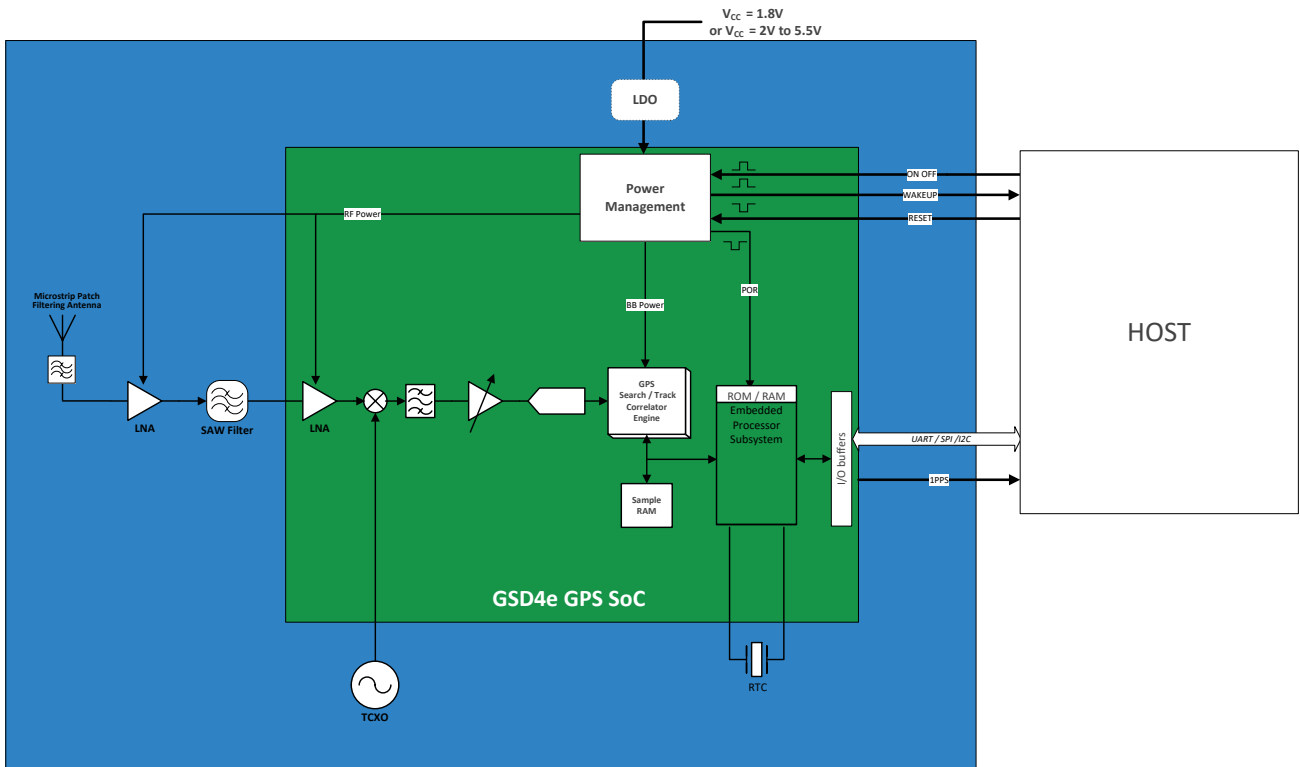 VCC = 1.8V
or VCC = 2V to 5.5V
LDO
Power
Management
ON OFF
WAKEUP
RESET
RF Power
HOST
Microstrip Patch
Filtering Antenna
BB Power
POR
GPS
Search / Track
Correlator
Engine
ROM / RAM
Embedded
Processor
Subsystem
LNA
SAW Filter
LNA
I/O buffers
UART / SPI /I2C
1PPS
Sample
RAM
GSD4e GPS SoC
RTC
TCXO